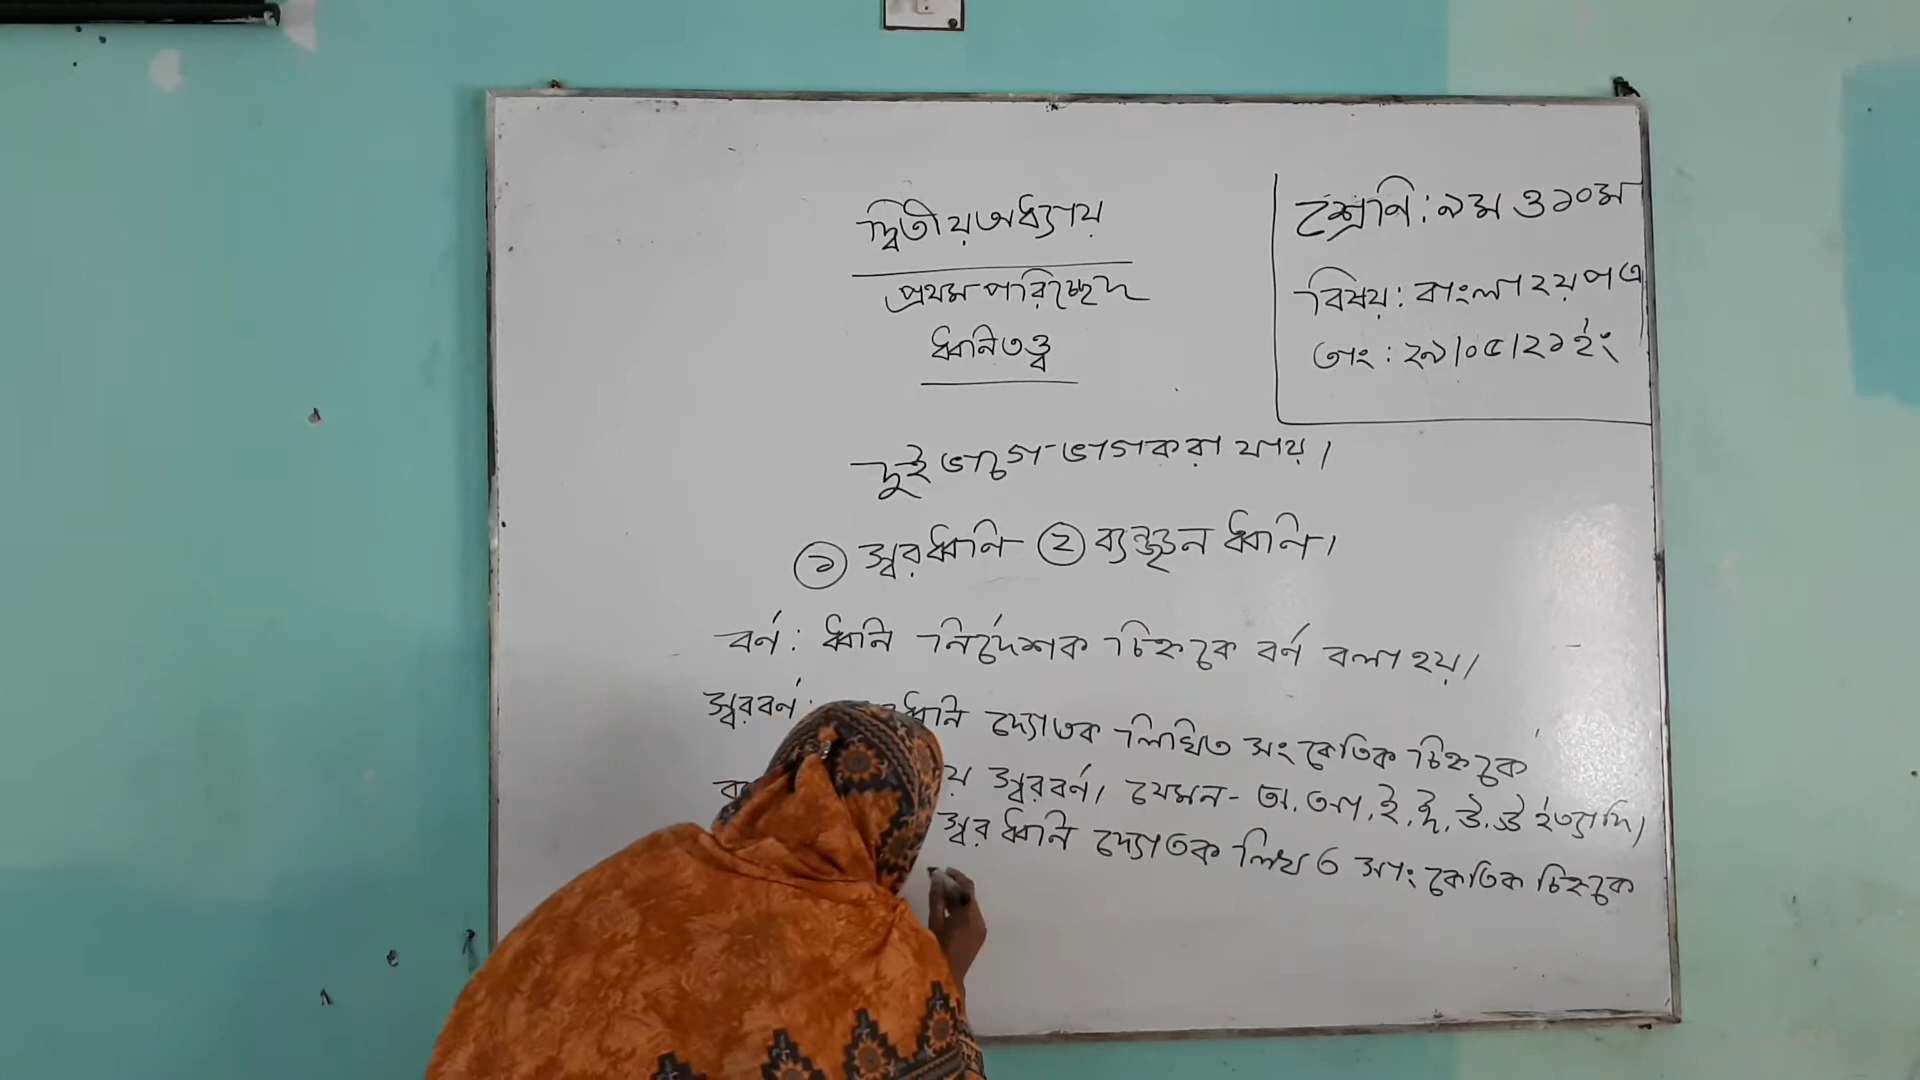 দ্বিতীয় অধ্যায়
প্রথম পরিচ্ছেদ
ধ্বনিতত্ত্ব
শ্রেণি: ৯ম ও ১০ম
বিষয়: বাংলা ২য় পত্র
তাং: ২৯/০৫/২১ ইং
দুই ভাগে ভাগ করা যায়।
১ স্বরধ্বনি ২ ব্যঞ্জন ধ্বনি।
বর্ণ: ধ্বনি নির্দেশক চিহ্নকে বর্ণ বলা হয়।
স্বরবর্ণ: ধ্বনি দ্যোতক লিখিত সংকেতিক চিহ্নকে
য় স্বরবর্ণ। যেমন- অ, আ, ই, ঈ, উ, ঊ ইত্যাদি।
স্বর ধ্বনি দ্যোতক লিখত সাংকেতিক চিহ্নকে